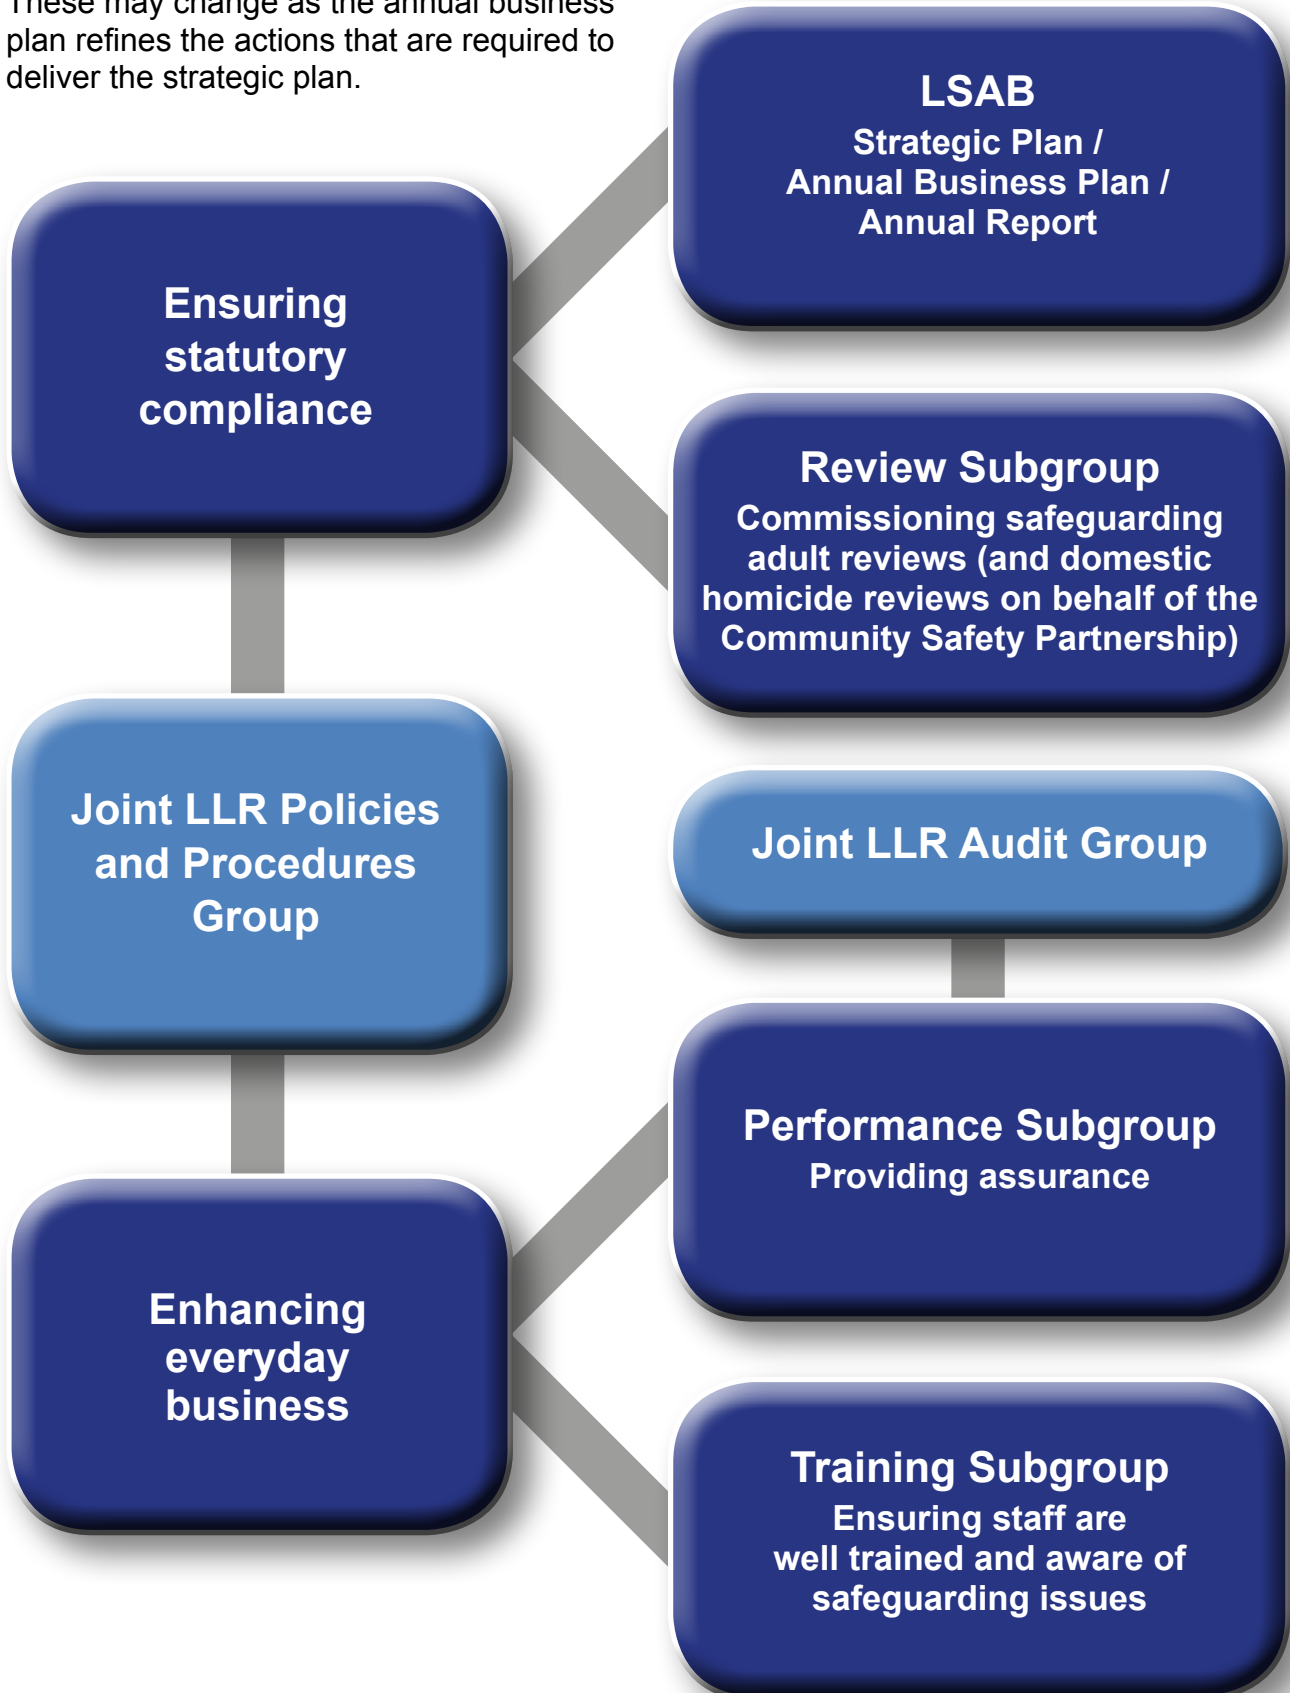 These may change as the annual business
plan refines the actions that are required to
deliver the strategic plan.
LSAB
Strategic Plan /
Annual Business Plan /
Annual Report
Ensuring
statutory
compliance
Review Subgroup
Commissioning safeguarding
adult reviews (and domestic
homicide reviews on behalf of the
Community Safety Partnership)
Joint LLR Policies
and Procedures
Group
Joint LLR Audit Group
Performance Subgroup
Providing assurance
Enhancing
everyday
business
Training Subgroup
Ensuring staff are
well trained and aware of
safeguarding issues